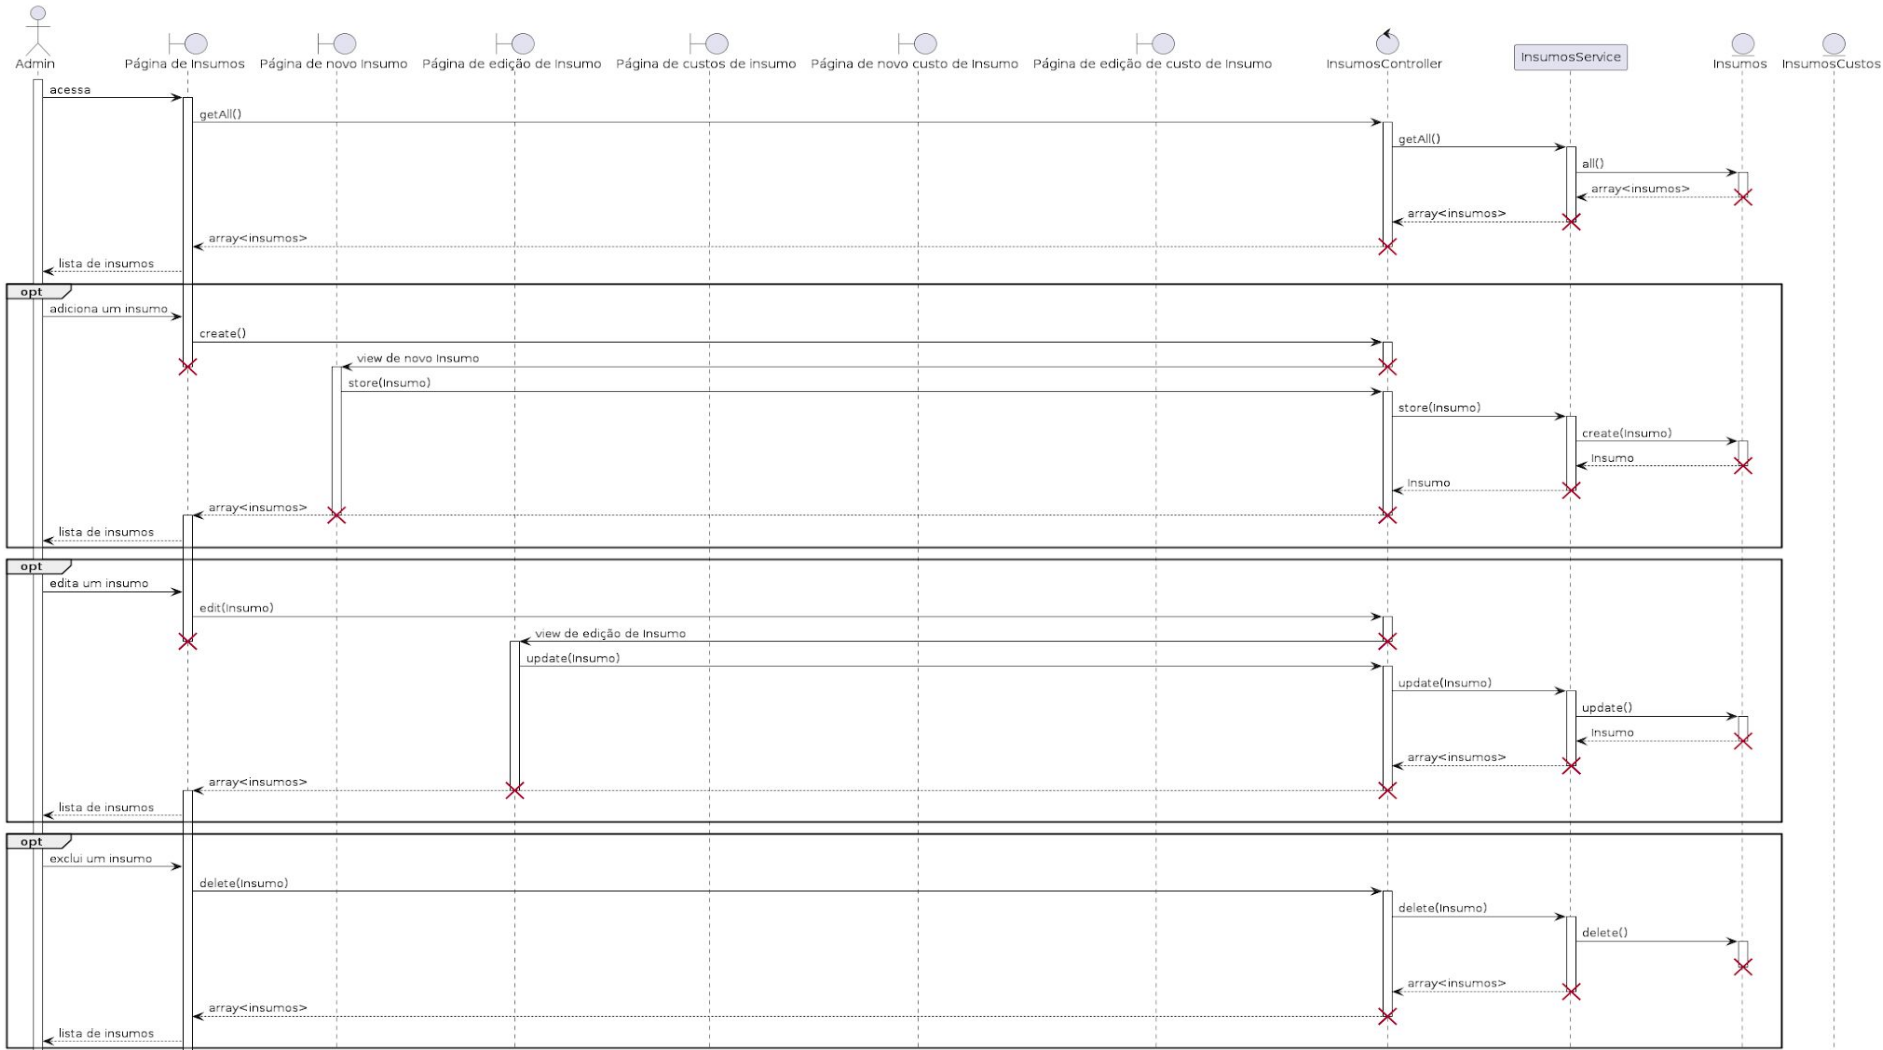 Admin
Página de Insumos
Página de novo Insumo
Página de edição de Insumo
Página de custos de insumo
Página de novo custo de Insumo
Página de edição de custo de Insumo
InsumosController
InsumosService
Insumos
InsumosCustos
acessa
getAll()
getAll()
all()
array<insumos>
array<insumos>
array<insumos>
lista de insumos
opt
adiciona um insumo
create()
view de novo Insumo
store(Insumo)
store(Insumo)
create(Insumo)
Insumo
Insumo
array<insumos>
lista de insumos
opt
edita um insumo
edit(Insumo)
view de edição de Insumo
update(Insumo)
update(Insumo)
update()
Insumo
array<insumos>
array<insumos>
lista de insumos
opt
exclui um insumo
delete(Insumo)
delete(Insumo)
delete()
array<insumos>
array<insumos>
lista de insumos